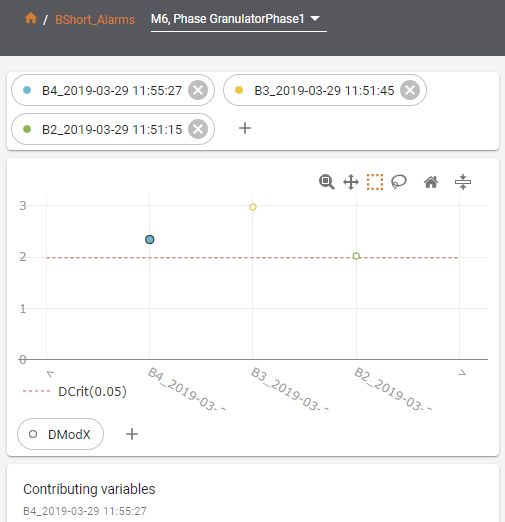 / BShort_Alarms M6, Phase GranulatorPhase1
B4_2019-03-29 11:55:27 B3_2019-03-29 11:51:45
B2_2019-03-29 11:51:15 +
3
2
1
0
< B4_2019-03- B3_2019-03- B2_2019-03- >
DCrit(0.05)
DModX +
Contributing variables
B4_2019-03-29 11:55:27